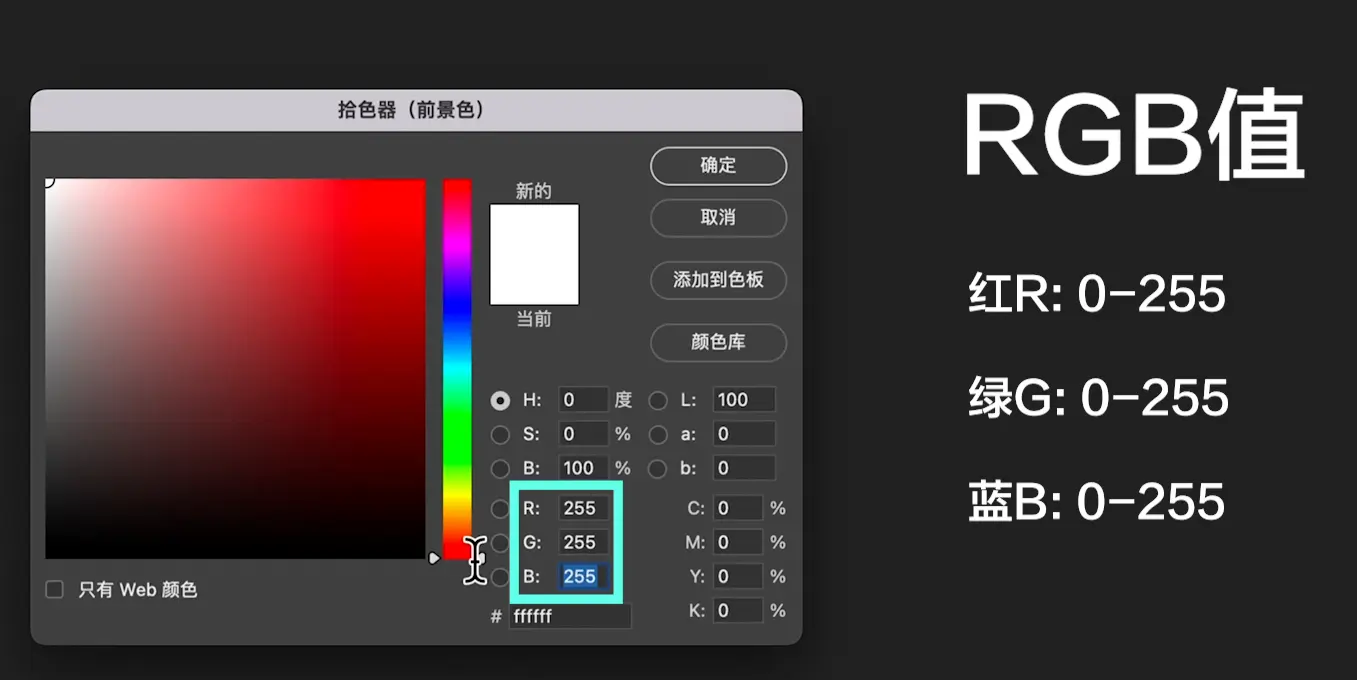 拾色器（前景色）
新的
当前
确定
取消
添加到色板
颜色库
H: 0 度
S: 0 %
B: 100 %
R: 255
G: 255
B: 255
# ffffff
L: 100
a: 0
b: 0
C: 0 %
M: 0 %
Y: 0 %
K: 0 %
只有 Web 颜色
RGB值
红R: 0-255
绿G: 0-255
蓝B: 0-255